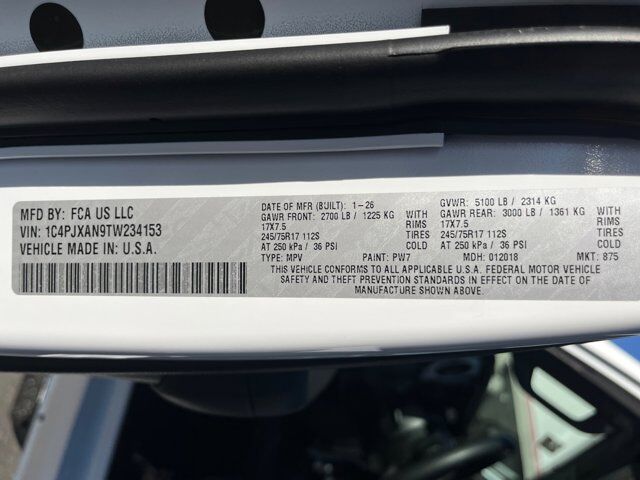 MFD BY: FCA US LLC
VIN: 1C4PJXAN9TW234153
VEHICLE MADE IN U.S.A.
DATE OF MFR (BUILT): 1-26 GVWR: 5100 LB / 2314 KG
GAWR FRONT: 2700 LB / 1225 KG WITH GAWR REAR: 3000 LB / 1361 KG WITH
17X7.5 RIMS 17X7.5 RIMS
245/75R17 112S TIRES 245/75R17 112S TIRES
AT 250 kPa / 36 PSI COLD AT 250 kPa / 36 PSI COLD
TYPE: MPV PAINT: PW7 MDH: 012018 MKT: 875
THIS VEHICLE CONFORMS TO ALL APPLICABLE U.S.A. FEDERAL MOTOR VEHICLE
SAFETY AND THEFT PREVENTION STANDARDS IN EFFECT ON THE DATE OF
MANUFACTURE SHOWN ABOVE.